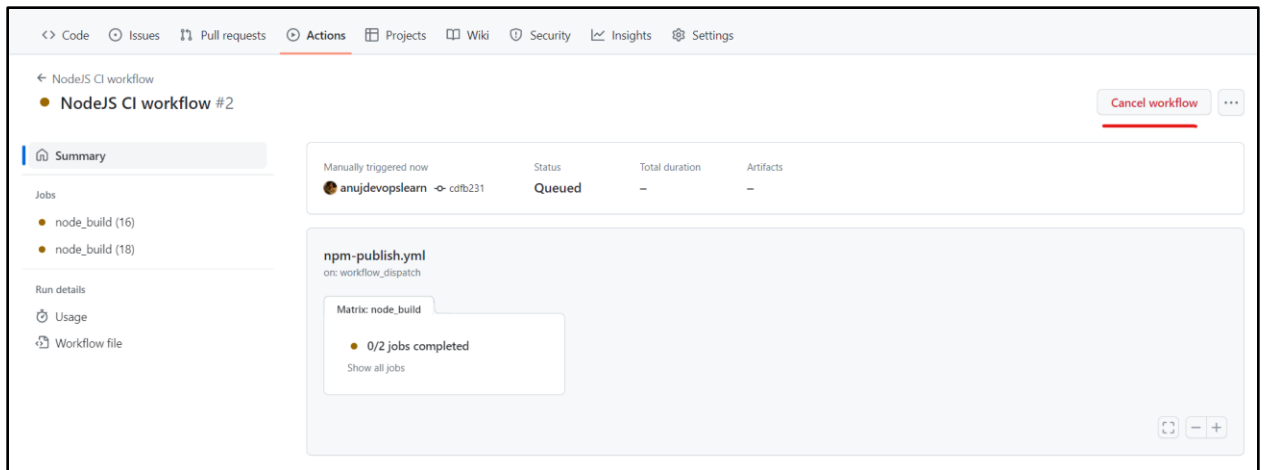 Code Issues Pull requests Actions Projects Wiki Security Insights Settings
NodeJS CI workflow
NodeJS CI workflow #2
Cancel workflow
Summary
Jobs
node_build (16)
node_build (18)
Run details
Usage
Workflow file
Manually triggered now Status Total duration Artifacts
anujdevopslearn cdfb231 Queued – –
npm-publish.yml
on: workflow_dispatch
Matrix: node_build
0/2 jobs completed
Show all jobs